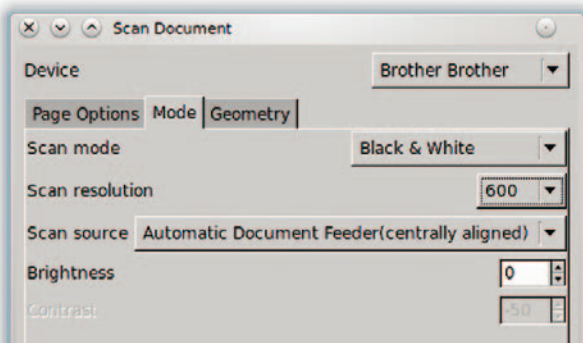 Scan Document
Device Brother Brother
Page Options Mode Geometry
Scan mode Black & White
Scan resolution 600
Scan source Automatic Document Feeder(centrally aligned)
Brightness 0
Contrast -50